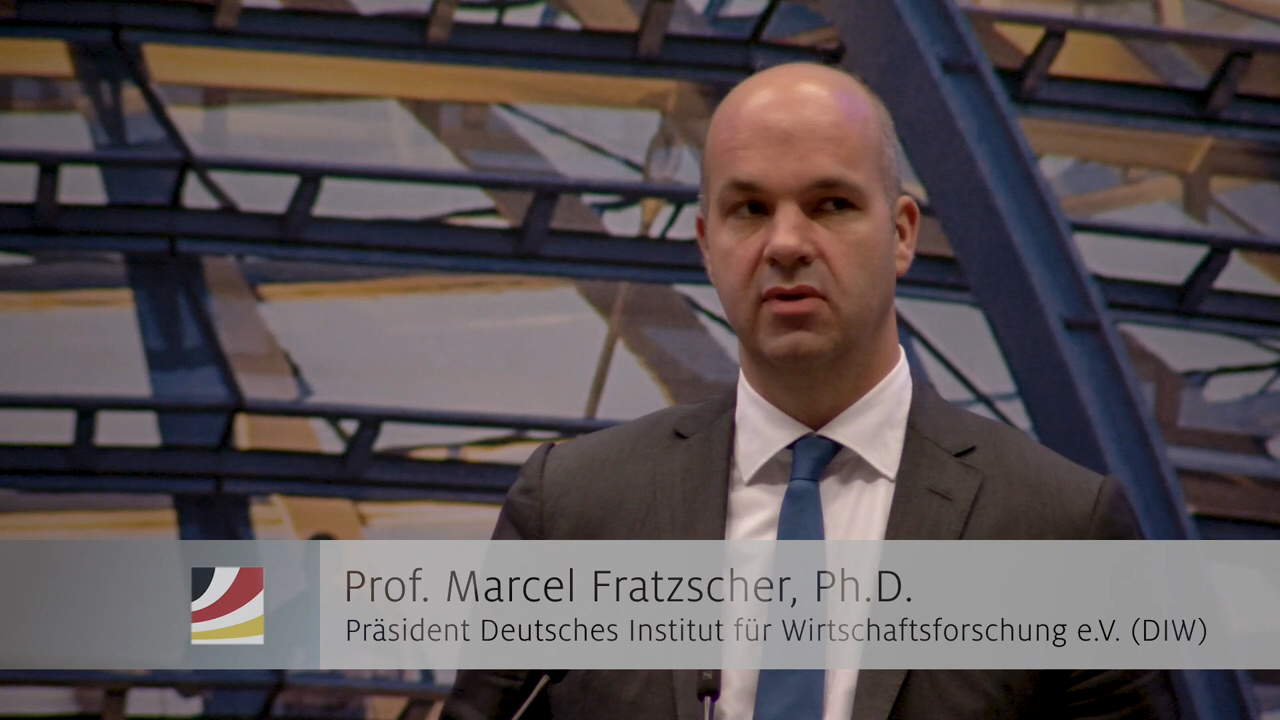 Prof. Marcel Fratzscher, Ph.D.
Präsident Deutsches Institut für Wirtschaftsforschung e.V. (DIW)